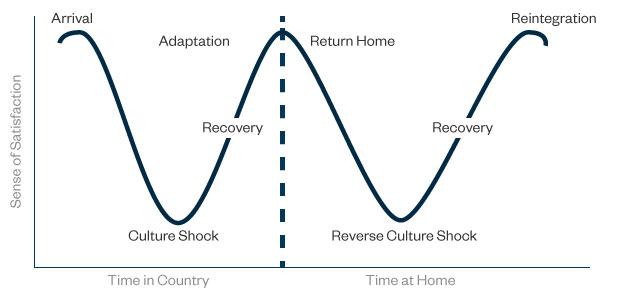 Arrival
Reintegration
Adaptation
Return Home
Sense of Satisfaction
Recovery
Recovery
Culture Shock
Reverse Culture Shock
Time in Country
Time at Home